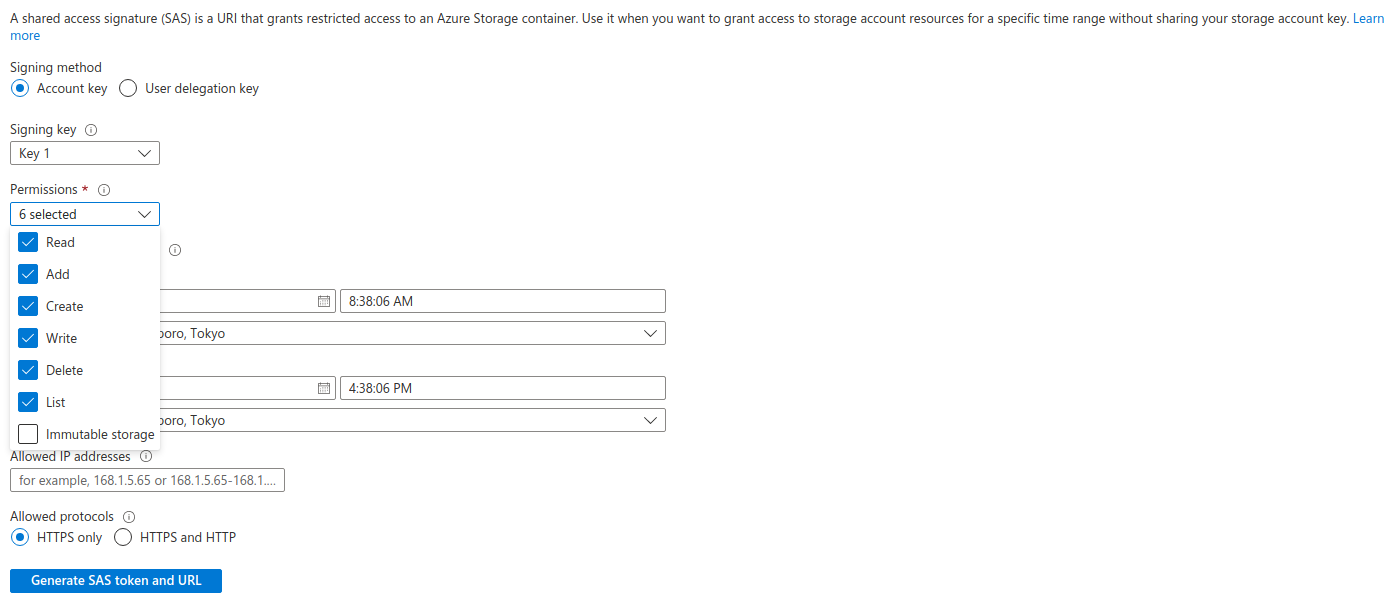 A shared access signature (SAS) is a URI that grants restricted access to an Azure Storage container. Use it when you want to grant access to storage account resources for a specific time range without sharing your storage account key. Learn
more
Signing method
Account key User delegation key
Signing key
Key 1
Permissions *
6 selected
Read
Add
Create
8:38:06 AM
Write
Tokyo
Delete
4:38:06 PM
List
Tokyo
Immutable storage
Allowed IP addresses
for example, 168.1.5.65 or 168.1.5.65-168.1....
Allowed protocols
HTTPS only HTTPS and HTTP
Generate SAS token and URL